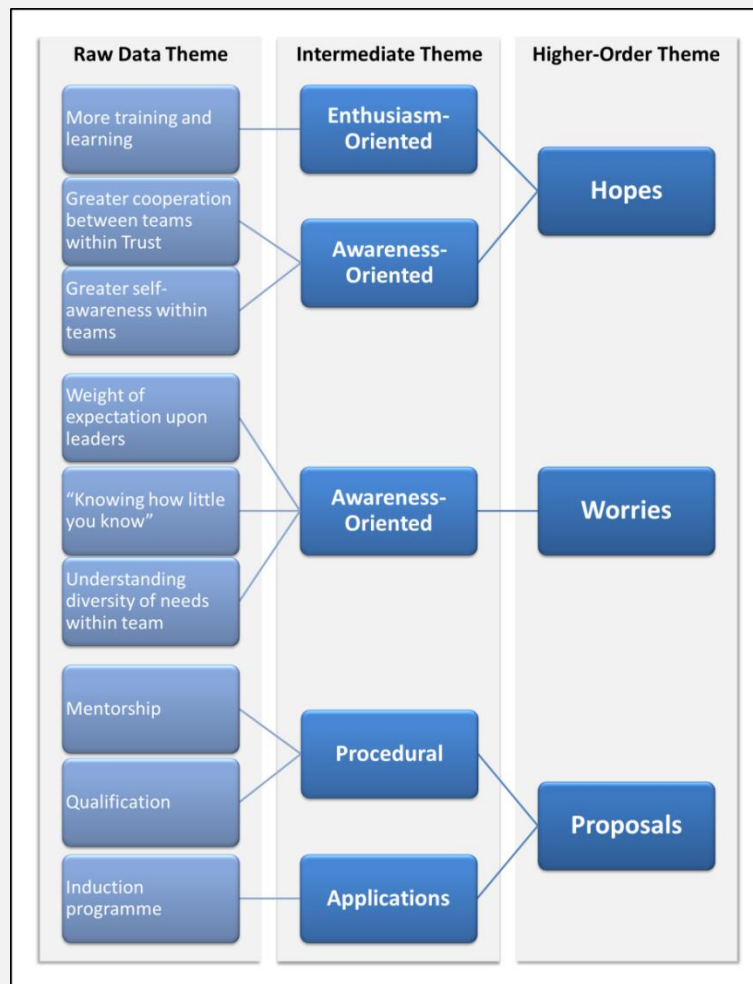 Raw Data Theme
Intermediate Theme
Higher-Order Theme
More training and
learning
Greater cooperation
between teams
within Trust
Greater self-
awareness within
teams
Weight of
expectation upon
leaders
“Knowing how little
you know”
Understanding
diversity of needs
within team
Mentorship
Qualification
Induction
programme
Enthusiasm-
Oriented
Awareness-
Oriented
Awareness-
Oriented
Procedural
Applications
Hopes
Worries
Proposals